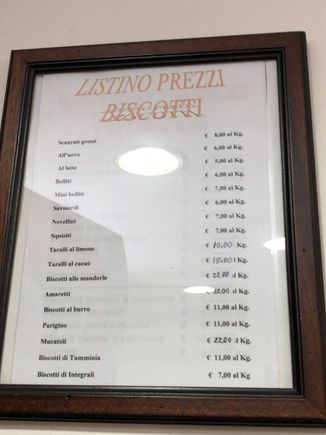 LISTINO PREZZI
BISCOTTI
Scaurati grossi € 8,00 al Kg.
All'uovo € 6,00 al Kg.
Al latte € 5,00 al Kg.
Bolliti € 6,00 al Kg.
Mini bolliti € 7,00 al Kg.
Savoiardi € 6,00 al Kg.
Novellini € 7,00 al Kg.
Squisiti € 7,00 al Kg.
Taralli al limone € 10,00 al Kg.
Taralli al cacao € 10,00 al Kg.
Biscotti alle mandorle € 22,00 al Kg.
Amaretti € 22,00 al Kg.
Biscotti al burro € 11,00 al Kg.
Parigino € 11,00 al Kg.
Mucatoli € 22,00 al Kg.
Biscotti di Tumminia € 11,00 al Kg.
Biscotti di Integrali € 7,00 al Kg